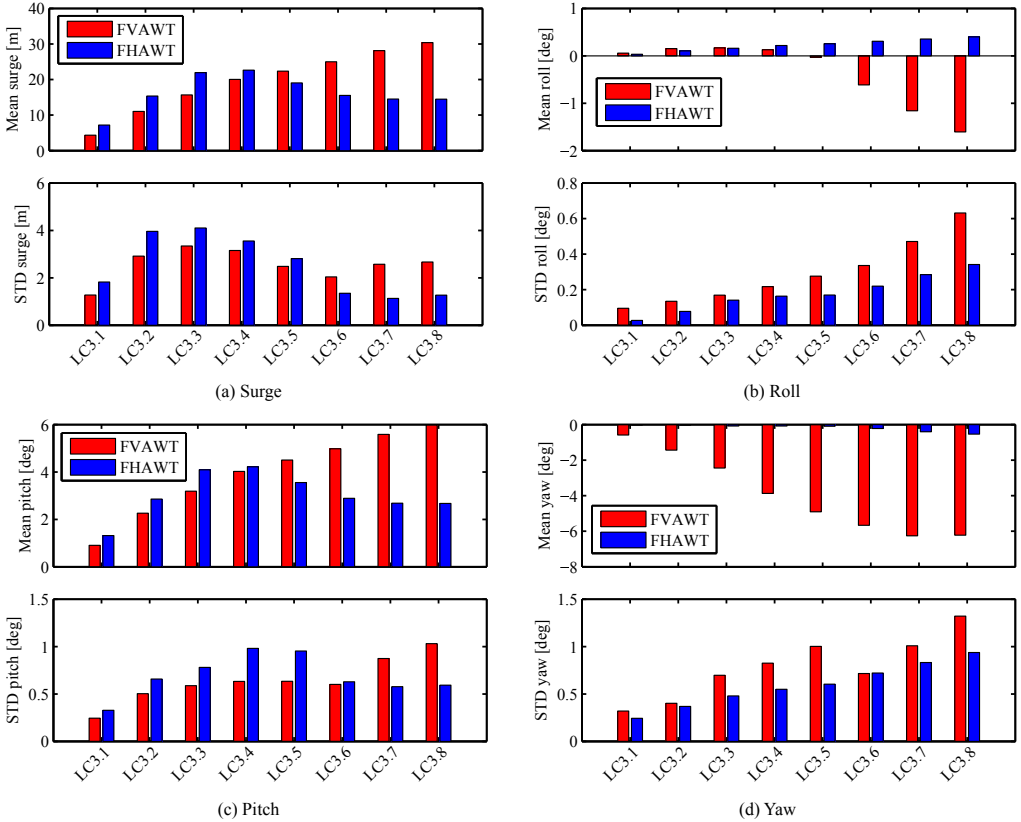 Mean surge [m]
40
30
20
10
0
FVAWT
FHAWT
STD surge [m]
6
4
2
0
LC3.1 LC3.2 LC3.3 LC3.4 LC3.5 LC3.6 LC3.7 LC3.8
(a) Surge
Mean roll [deg]
1
0
−1
−2
FVAWT
FHAWT
STD roll [deg]
0.8
0.6
0.4
0.2
0
LC3.1 LC3.2 LC3.3 LC3.4 LC3.5 LC3.6 LC3.7 LC3.8
(b) Roll
Mean pitch [deg]
6
4
2
0
FVAWT
FHAWT
STD pitch [deg]
1.5
1
0.5
0
LC3.1 LC3.2 LC3.3 LC3.4 LC3.5 LC3.6 LC3.7 LC3.8
(c) Pitch
Mean yaw [deg]
0
−2
−4
−6
−8
FVAWT
FHAWT
STD yaw [deg]
1.5
1
0.5
0
LC3.1 LC3.2 LC3.3 LC3.4 LC3.5 LC3.6 LC3.7 LC3.8
(d) Yaw